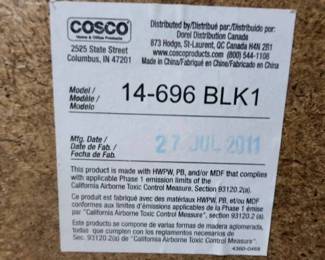 COSCO
Home & Office Products
2525 State Street
Columbus, IN 47201
Distributed by/Distribué par/Distribuido por:
Dorel Distribution Canada
873 Hodge, St-Laurent, QC Canada H4N 2B1
www.coscoproducts.com (800) 544-1108
Made in China/Fabriqué en Chine/Fabricado en China
Model /
Modèle /
Modelo
14-696 BLK1
Mfg. Date /
Date de Fab. /
Fecha de Fab.
27 JUL 2011
This product is made with HWPW, PB, and/or MDF that complies
with applicable Phase 1 emission limits of the
California Airborne Toxic Control Measure, Section 93120.2(a).
Ce produit est fabriqué avec des matériaux HWPW, PB, et/ou MDF
conformes aux limites d'émissions applicables de la Phase 1 émise
par "California Airborne Toxic Control Measure", Sec. 93120.2 (a).
Este producto se compone de varias formas de madera aglomerada,
todas que cumplen con los reglamentos necesarios de
Sec. 93120.2(a) de "California Airborne Toxic Control Measure".
4360-0469